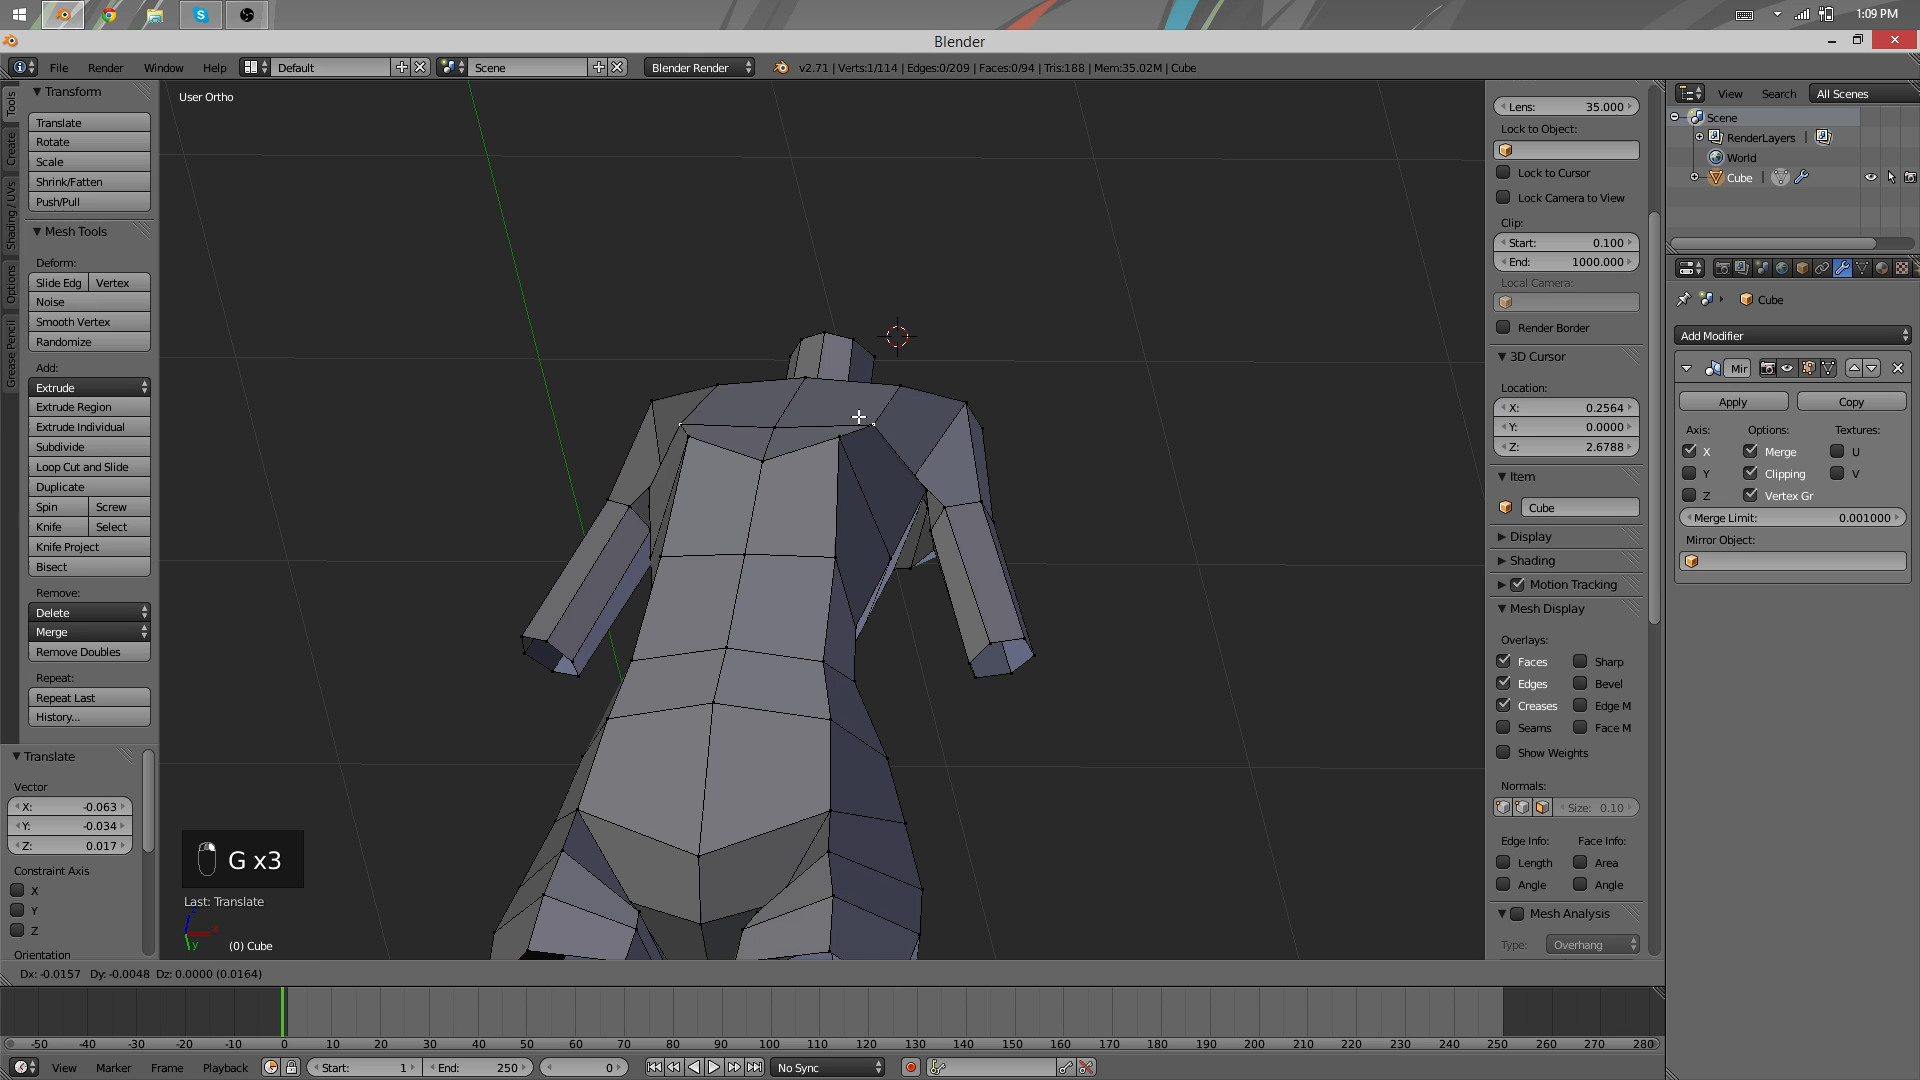 1:09 PM
Blender
File Render Window Help Default Scene Blender Render v2.71 | Verts:1/114 | Edges:0/209 | Faces:0/94 | Tris:188 | Mem:35.02M | Cube
Tools
Create
Shading / UVs
Options
Grease Pencil
Transform
Translate
Rotate
Scale
Shrink/Fatten
Push/Pull
Mesh Tools
Deform:
Slide Edg Vertex
Noise
Smooth Vertex
Randomize
Add:
Extrude
Extrude Region
Extrude Individual
Subdivide
Loop Cut and Slide
Duplicate
Spin Screw
Knife Select
Knife Project
Bisect
Remove:
Delete
Merge
Remove Doubles
Repeat:
Repeat Last
History...
Translate
Vector
X: -0.063
Y: -0.034
Z: 0.017
Constraint Axis
X
Y
Z
Orientation
User Ortho
G x3
Last: Translate
z
x
y
(0) Cube
Lens: 35.000
Lock to Object:
Lock to Cursor
Lock Camera to View
Clip:
Start: 0.100
End: 1000.000
Local Camera:
Render Border
3D Cursor
Location:
X: 0.2564
Y: 0.0000
Z: 2.6788
Item
Cube
Display
Shading
Motion Tracking
Mesh Display
Overlays:
Faces Sharp
Edges Bevel
Creases Edge M
Seams Face M
Show Weights
Normals:
Size: 0.10
Edge Info: Face Info:
Length Area
Angle Angle
Mesh Analysis
Type: Overhang
View Search All Scenes
Scene
RenderLayers |
World
Cube |
Cube
Add Modifier
Mir
Apply Copy
Axis: Options: Textures:
X Merge U
Y Clipping V
Z Vertex Gr
Merge Limit: 0.001000
Mirror Object:
Dx: -0.0157 Dy: -0.0048 Dz: 0.0000 (0.0164)
-50 -40 -30 -20 -10 0 10 20 30 40 50 60 70 80 90 100 110 120 130 140 150 160 170 180 190 200 210 220 230 240 250 260 270 280
View Marker Frame Playback Start: 1 End: 250 0 No Sync